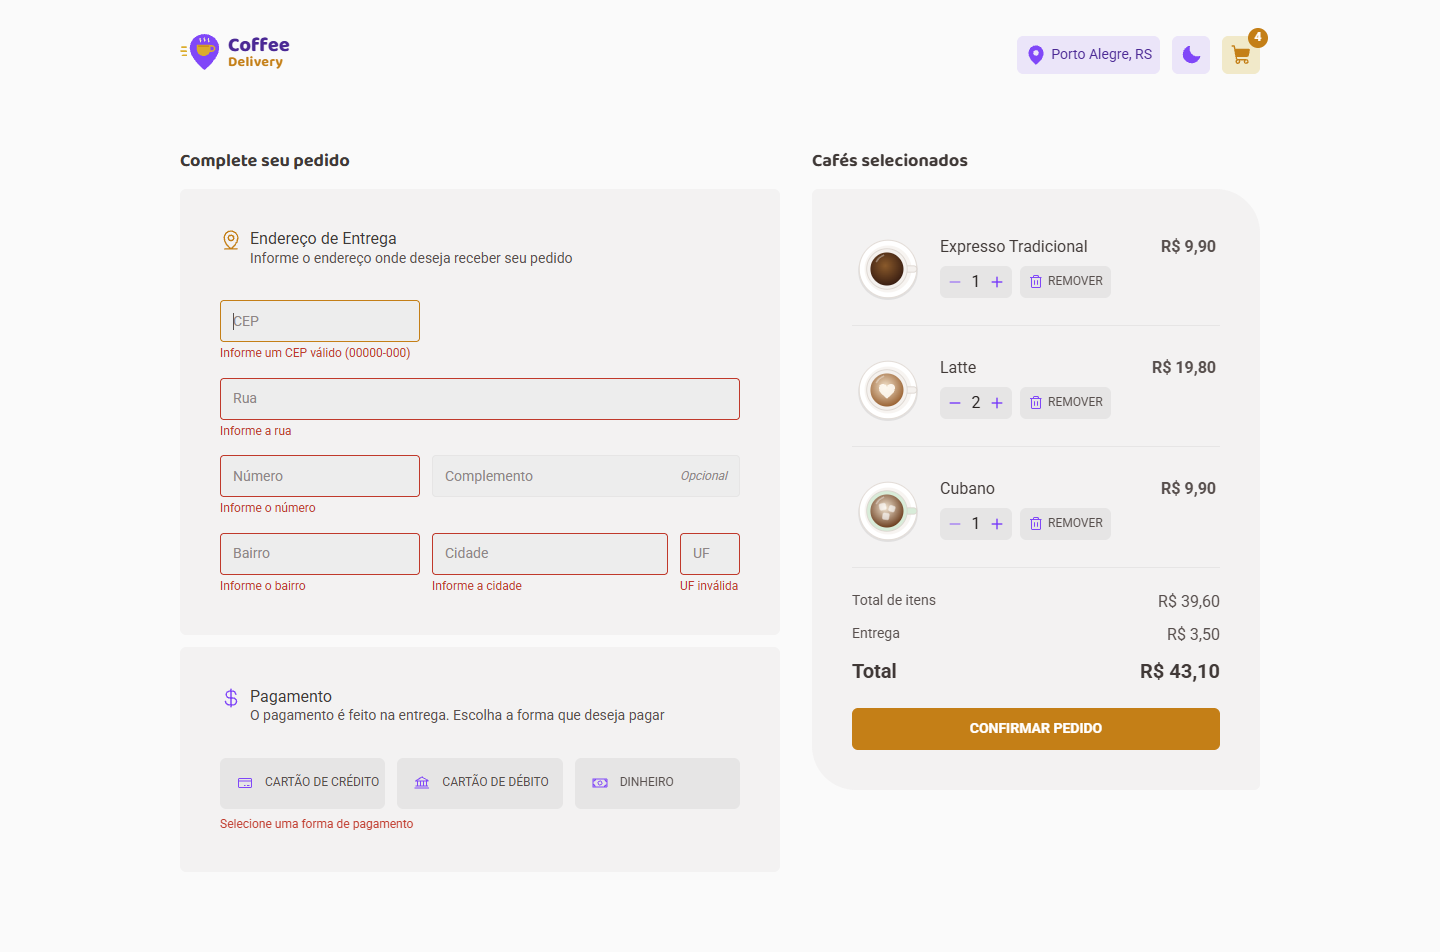 Coffee
Delivery
Porto Alegre, RS
4
Complete seu pedido
Endereço de Entrega
Informe o endereço onde deseja receber seu pedido
CEP
Informe um CEP válido (00000-000)
Rua
Informe a rua
Número
Complemento
Opcional
Informe o número
Bairro
Cidade
UF
Informe o bairro
Informe a cidade
UF inválida
Pagamento
O pagamento é feito na entrega. Escolha a forma que deseja pagar
CARTÃO DE CRÉDITO
CARTÃO DE DÉBITO
DINHEIRO
Selecione uma forma de pagamento
Cafés selecionados
Expresso Tradicional
R$ 9,90
1
REMOVER
Latte
R$ 19,80
2
REMOVER
Cubano
R$ 9,90
1
REMOVER
Total de itens
R$ 39,60
Entrega
R$ 3,50
Total
R$ 43,10
CONFIRMAR PEDIDO